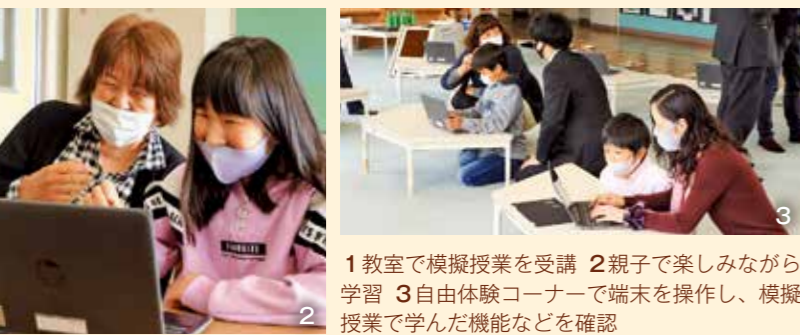 2
3
1 教室で模擬授業を受講 2 親子で楽しみながら
学習 3 自由体験コーナーで端末を操作し、模擬
授業で学んだ機能などを確認